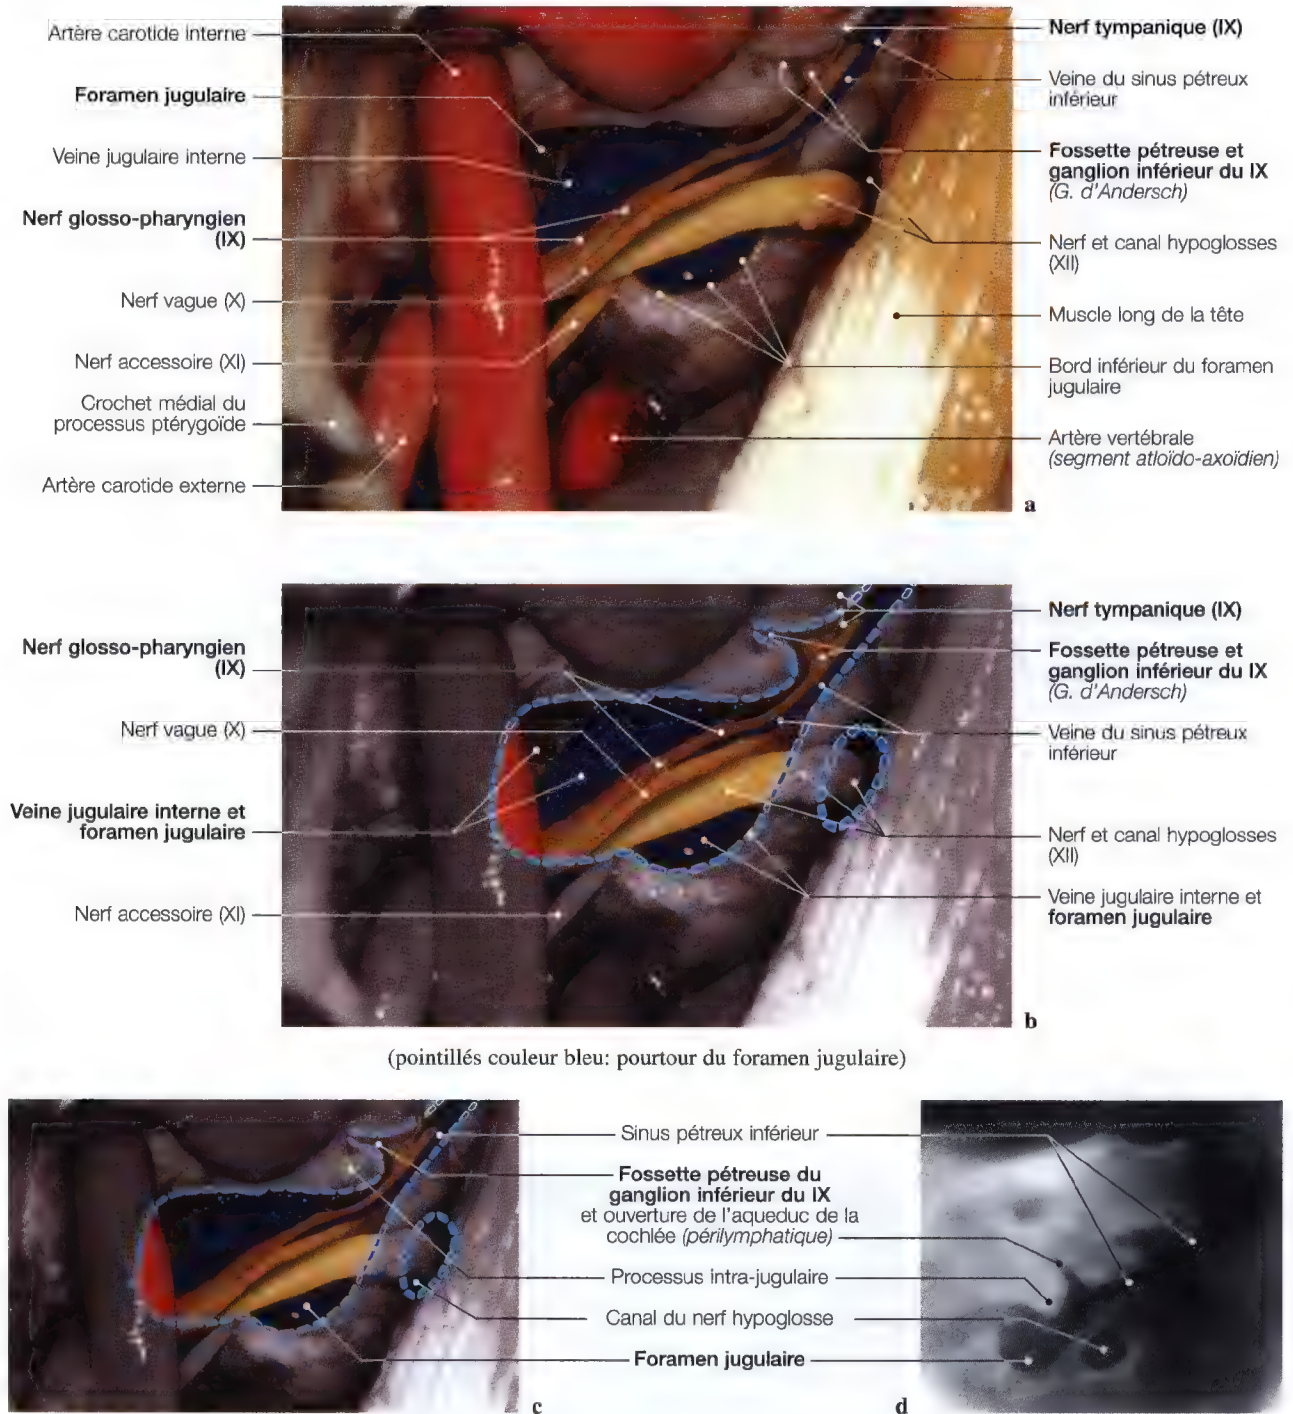 Artère carotide interne
Foramen jugulaire
Veine jugulaire interne
Nerf glosso-pharyngien
(IX)
Nerf vague (X)
Nerf accessoire (XI)
Crochet médial du
processus ptérygoïde
Artère carotide externe
Nerf tympanique (IX)
Veine du sinus pétreux
inférieur
Fossette pétreuse et
ganglion inférieur du IX
(G. d'Andersch)
Nerf et canal hypoglosses
(XII)
Muscle long de la tête
Bord inférieur du foramen
jugulaire
Artère vertébrale
(segment atloïdo-axoïdien)
a
Nerf glosso-pharyngien
(IX)
Nerf vague (X)
Veine jugulaire interne et
foramen jugulaire
Nerf accessoire (XI)
Nerf tympanique (IX)
Fossette pétreuse et
ganglion inférieur du IX
(G. d'Andersch)
Veine du sinus pétreux
inférieur
Nerf et canal hypoglosses
(XII)
Veine jugulaire interne et
foramen jugulaire
b
(pointillés couleur bleu: pourtour du foramen jugulaire)
Sinus pétreux inférieur
Fossette pétreuse du
ganglion inférieur du IX
et ouverture de l'aqueduc de la
cochlée (périlymphatique)
Processus intra-jugulaire
Canal du nerf hypoglosse
Foramen jugulaire
c
d